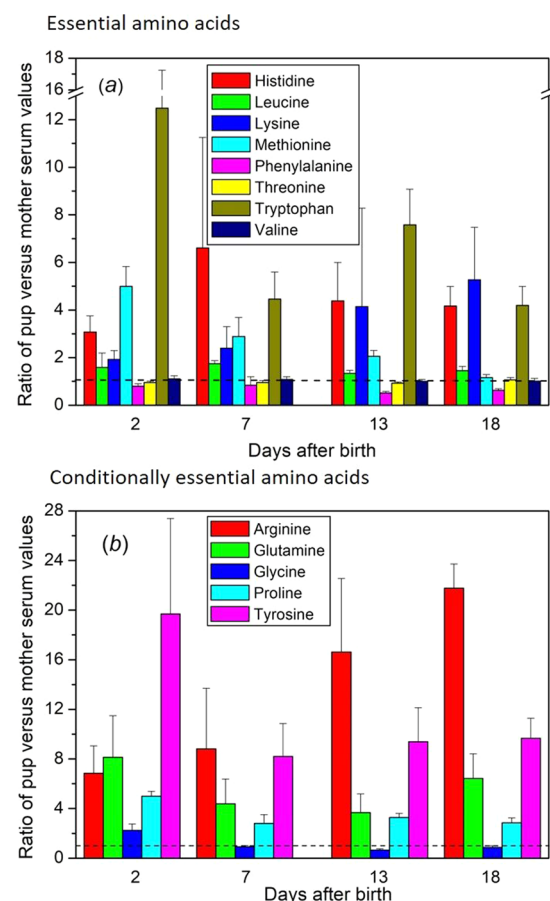 Essential amino acids
18
16
12
10
8
6
4
2
0
Ratio of pup versus mother serum values
(a)
Histidine
Leucine
Lysine
Methionine
Phenylalanine
Threonine
Tryptophan
Valine
2 7 13 18
Days after birth
Conditionally essential amino acids
28
24
20
16
12
8
4
0
Ratio of pup versus mother serum values
(b)
Arginine
Glutamine
Glycine
Proline
Tyrosine
2 7 13 18
Days after birth